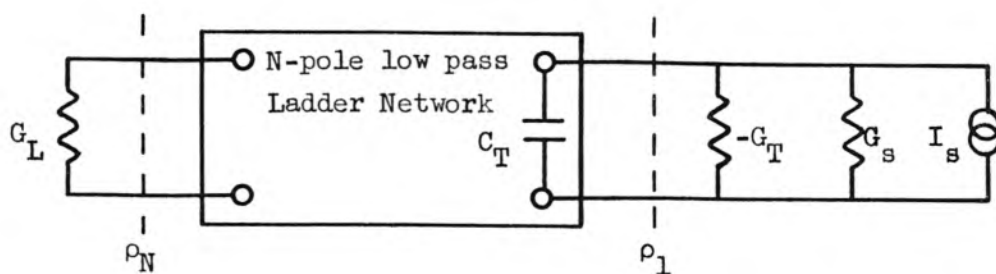 N-pole low pass
Ladder Network
G_L
C_T
-G_T
G_s
I_s
ρ_N
ρ_1